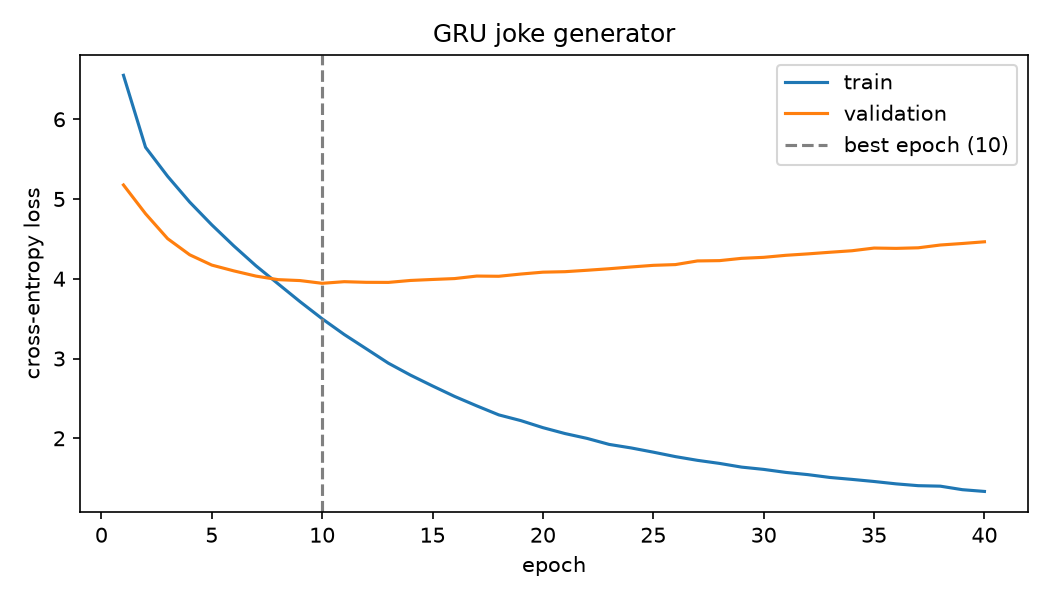 GRU joke generator
train
validation
best epoch (10)
cross-entropy loss
6
5
4
3
2
0 5 10 15 20 25 30 35 40
epoch